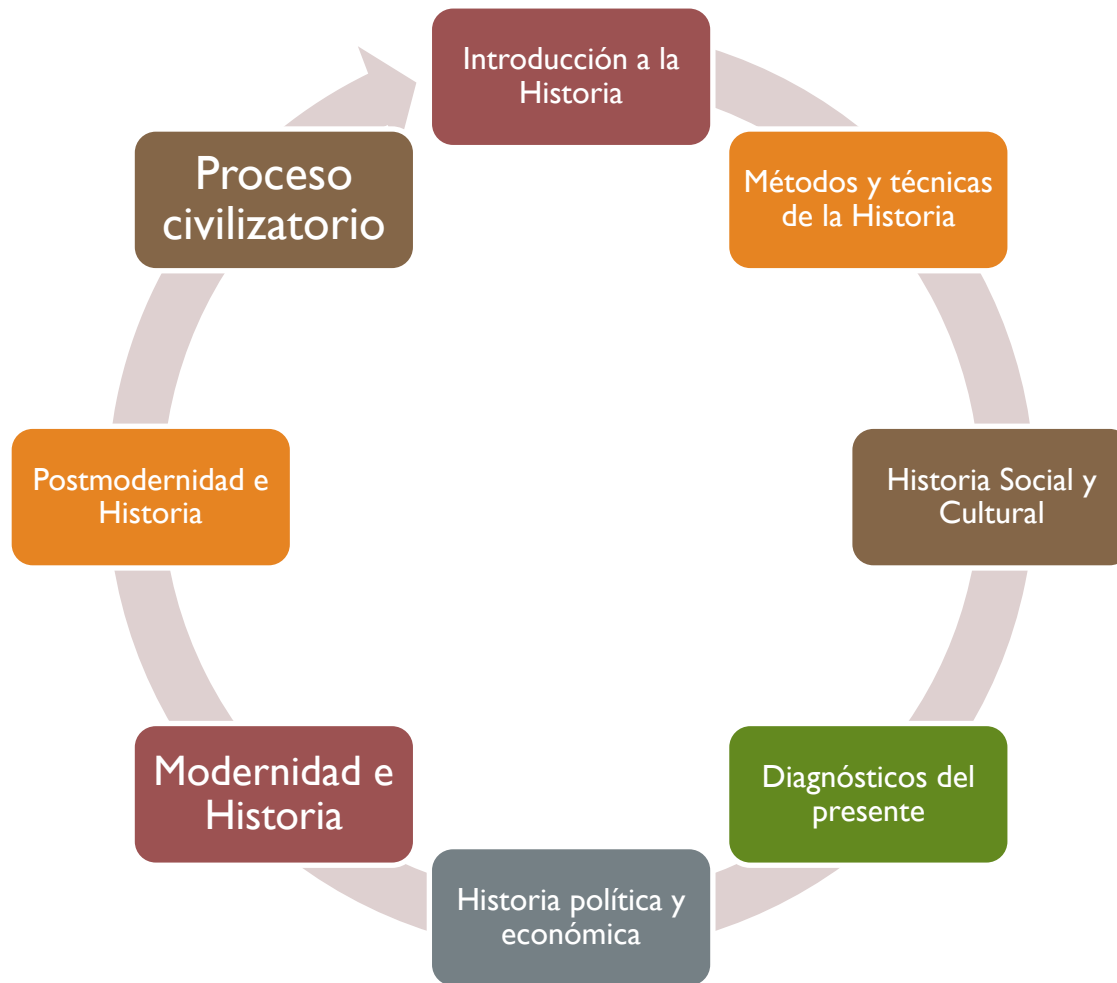 Introducción a la
Historia
Métodos y técnicas
de la Historia
Historia Social y
Cultural
Diagnósticos del
presente
Historia política y
económica
Modernidad e
Historia
Postmodernidad e
Historia
Proceso
civilizatorio